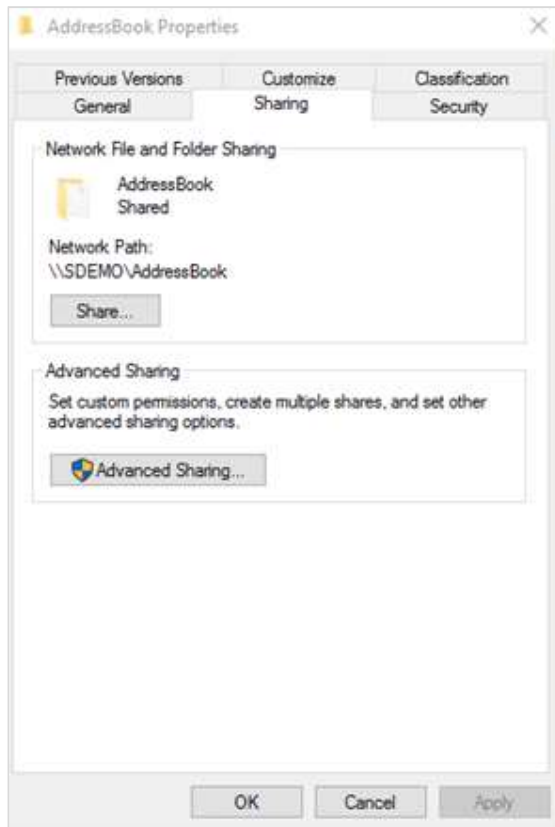 AddressBook Properties
Previous Versions Customize Classification
General Sharing Security
Network File and Folder Sharing
AddressBook
Shared
Network Path:
\\SDEMO\AddressBook
Share...
Advanced Sharing
Set custom permissions, create multiple shares, and set other
advanced sharing options.
Advanced Sharing...
OK Cancel Apply